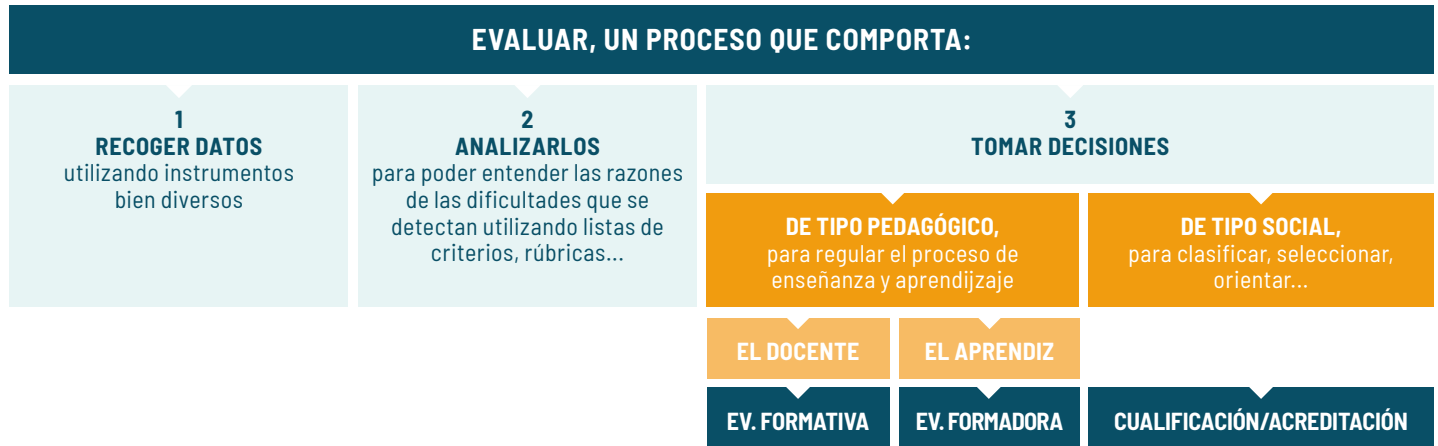 EVALUAR, UN PROCESO QUE COMPORTA:
1
RECOGER DATOS
utilizando instrumentos
bien diversos
2
ANALIZARLOS
para poder entender las razones
de las dificultades que se
detectan utilizando listas de
criterios, rúbricas...
3
TOMAR DECISIONES
DE TIPO PEDAGÓGICO,
para regular el proceso de
enseñanza y aprendijzaje
DE TIPO SOCIAL,
para clasificar, seleccionar,
orientar...
EL DOCENTE
EL APRENDIZ
EV. FORMATIVA
EV. FORMADORA
CUALIFICACIÓN/ACREDITACIÓN